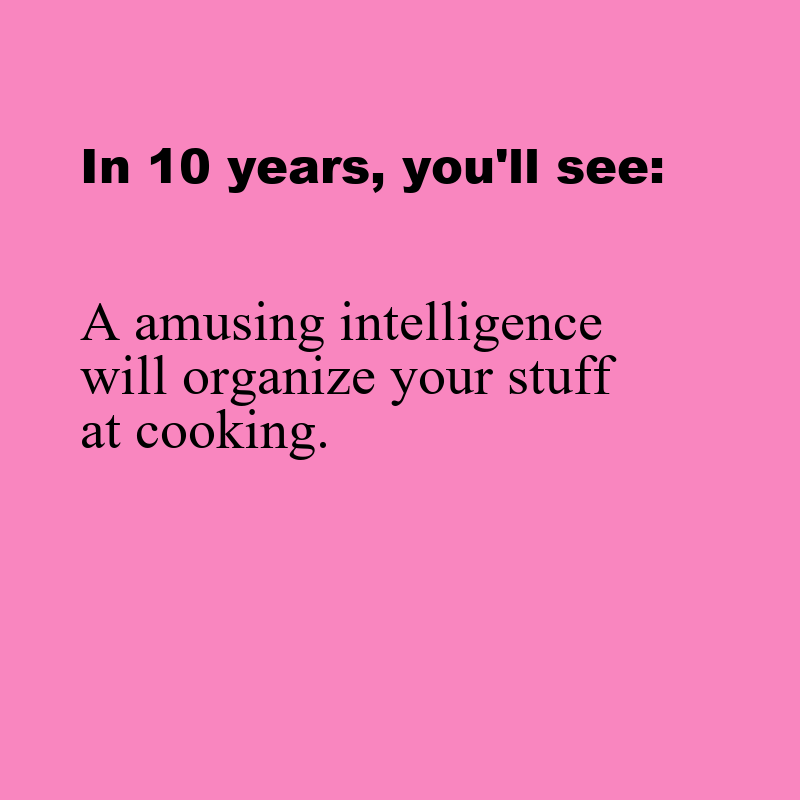 In 10 years, you'll see:
A amusing intelligence
will organize your stuff
at cooking.